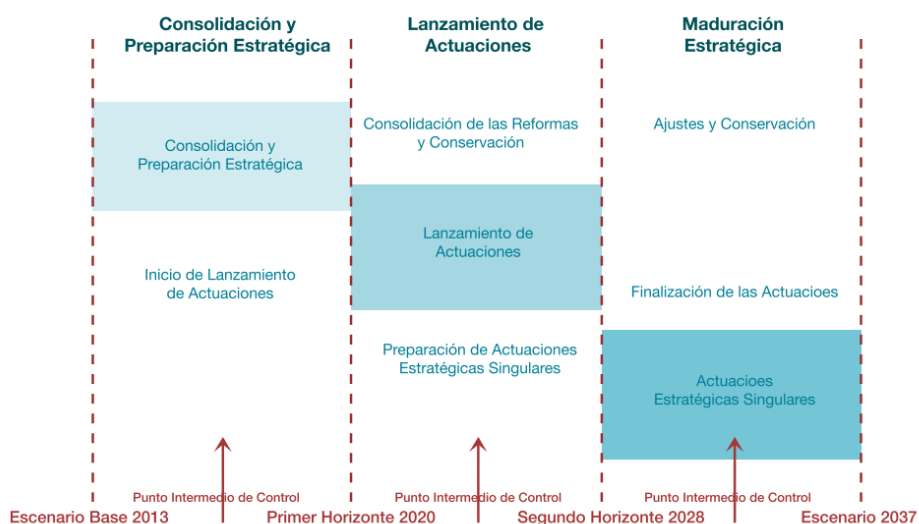 Consolidación y
Preparación Estratégica
Lanzamiento de
Actuaciones
Maduración
Estratégica
Consolidación y
Preparación Estratégica
Consolidación de las Reformas
y Conservación
Ajustes y Conservación
Lanzamiento de
Actuaciones
Inicio de Lanzamiento
de Actuaciones
Finalización de las Actuacioes
Preparación de Actuaciones
Estratégicas Singulares
Actuacioes
Estratégicas Singulares
Punto Intermedio de Control
Punto Intermedio de Control
Punto Intermedio de Control
Escenario Base 2013
Primer Horizonte 2020
Segundo Horizonte 2028
Escenario 2037